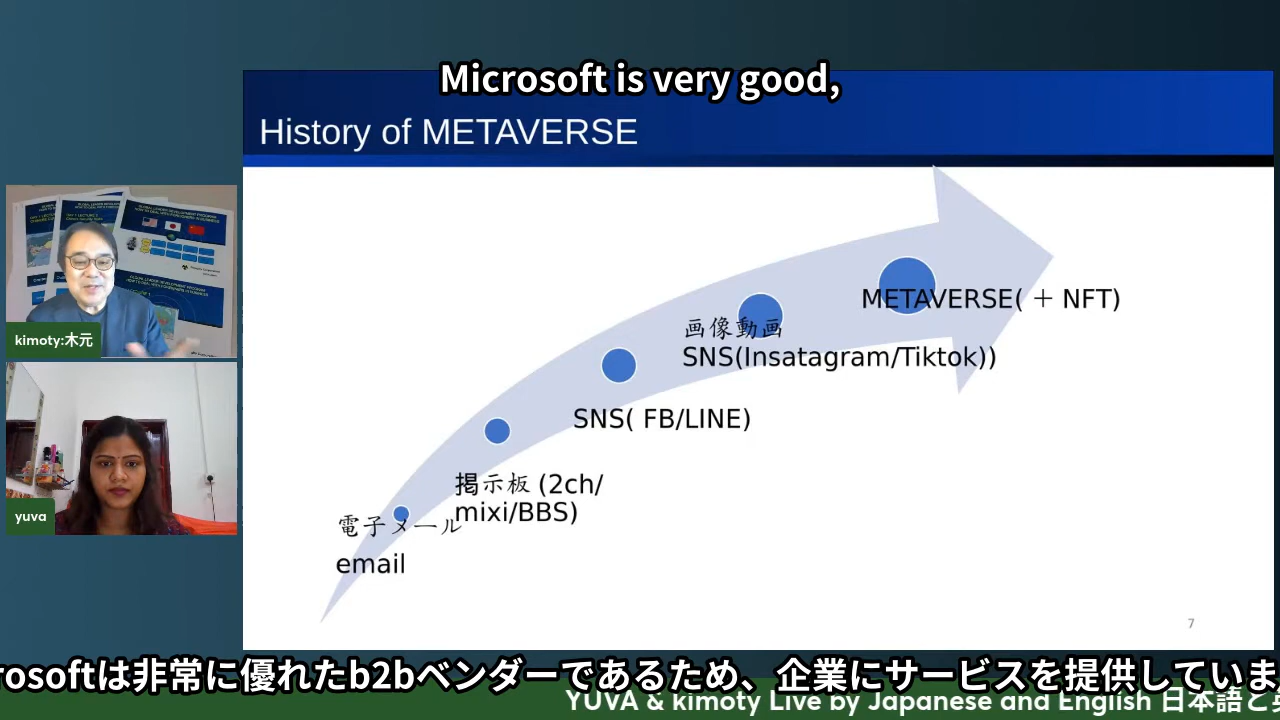 Microsoft is very good,
History of METAVERSE
METAVERSE( + NFT)
画像動画
SNS(Insatagram/Tiktok))
SNS( FB/LINE)
掲示板 (2ch/
mixi/BBS)
電子メール
email
7
kimoty:木元
yuva
rosoftは非常に優れたb2bベンダーであるため、企業にサービスを提供していま
YUVA & kimoty Live by Japanese and English 日本語と